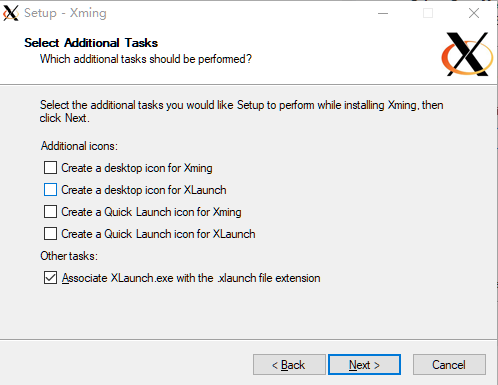 Setup - Xming
Select Additional Tasks
Which additional tasks should be performed?
Select the additional tasks you would like Setup to perform while installing Xming, then
click Next.
Additional icons:
Create a desktop icon for Xming
Create a desktop icon for XLaunch
Create a Quick Launch icon for Xming
Create a Quick Launch icon for XLaunch
Other tasks:
Associate XLaunch.exe with the .xlaunch file extension
< Back
Next >
Cancel